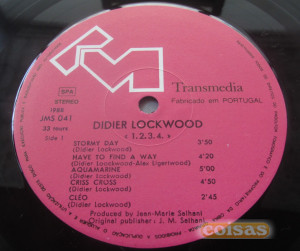 Transmedia
Fabricado em PORTUGAL
SPA
STEREO
1986
JMS 041
33 tours
Side 1
DIDIER LOCKWOOD
< 1.2.3.4. >
STORMY DAY 3'50
(Didier Lockwood)
HAVE TO FIND A WAY 4'20
(Didier Lockwood-Alex Ligertwood)
AQUAMARINE 5'00
(Didier Lockwood)
CRISS CRUSS 4'50
(Didier Lockwood)
CLÉO 2'45
(Didier Lockwood)
Produced by Jean-Marie Salhani
Original producer: J. M. Salhani
coisas